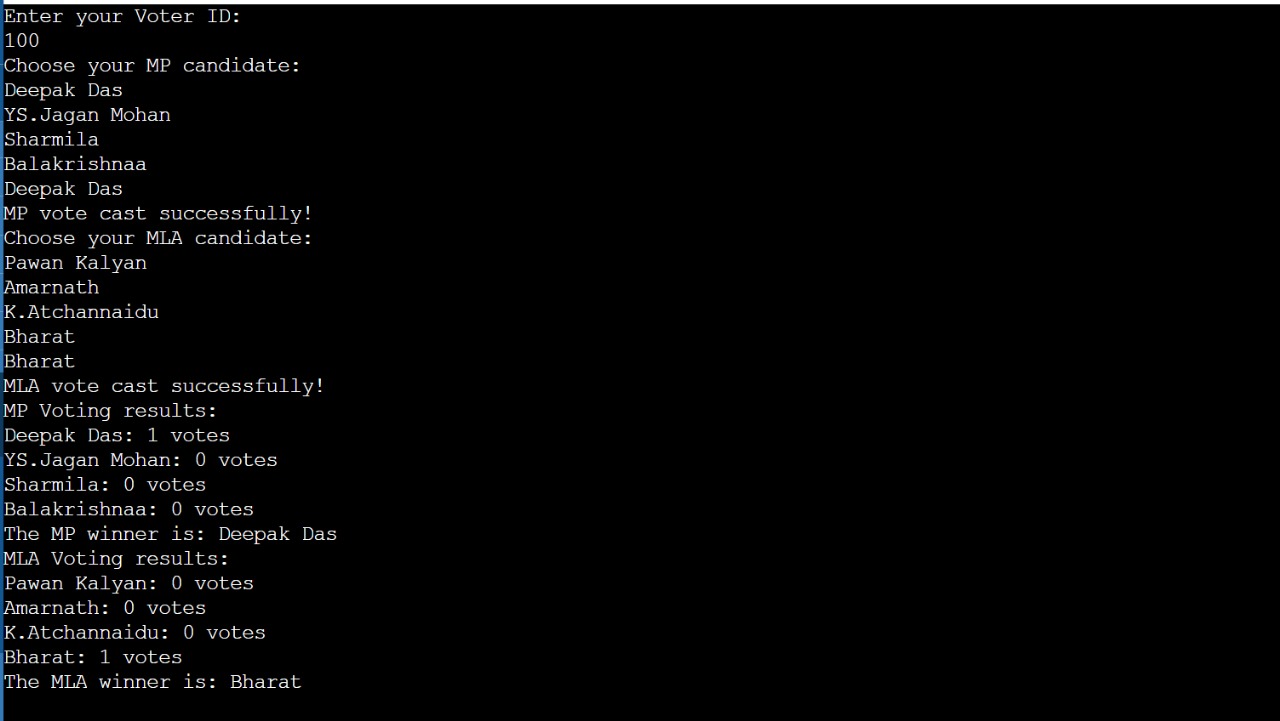 Enter your Voter ID:
100
Choose your MP candidate:
Deepak Das
YS.Jagan Mohan
Sharmila
Balakrishnaa
Deepak Das
MP vote cast successfully!
Choose your MLA candidate:
Pawan Kalyan
Amarnath
K.Atchannaidu
Bharat
Bharat
MLA vote cast successfully!
MP Voting results:
Deepak Das: 1 votes
YS.Jagan Mohan: 0 votes
Sharmila: 0 votes
Balakrishnaa: 0 votes
The MP winner is: Deepak Das
MLA Voting results:
Pawan Kalyan: 0 votes
Amarnath: 0 votes
K.Atchannaidu: 0 votes
Bharat: 1 votes
The MLA winner is: Bharat